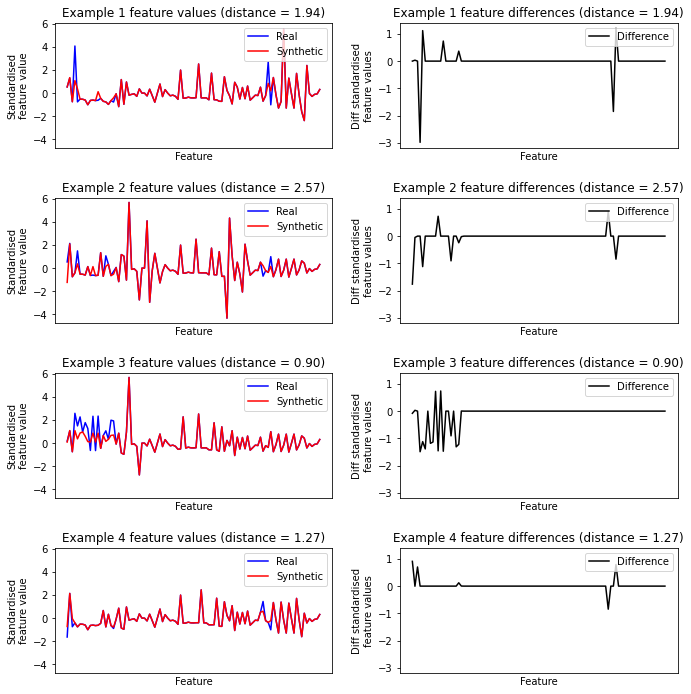 Example 1 feature values (distance = 1.94)
Standardised
feature value
6
4
2
0
−2
−4
Real
Synthetic
Feature
Example 1 feature differences (distance = 1.94)
Diff standardised
feature values
1
0
−1
−2
−3
Difference
Feature
Example 2 feature values (distance = 2.57)
Standardised
feature value
6
4
2
0
−2
−4
Real
Synthetic
Feature
Example 2 feature differences (distance = 2.57)
Diff standardised
feature values
1
0
−1
−2
−3
Difference
Feature
Example 3 feature values (distance = 0.90)
Standardised
feature value
6
4
2
0
−2
−4
Real
Synthetic
Feature
Example 3 feature differences (distance = 0.90)
Diff standardised
feature values
1
0
−1
−2
−3
Difference
Feature
Example 4 feature values (distance = 1.27)
Standardised
feature value
6
4
2
0
−2
−4
Real
Synthetic
Feature
Example 4 feature differences (distance = 1.27)
Diff standardised
feature values
1
0
−1
−2
−3
Difference
Feature